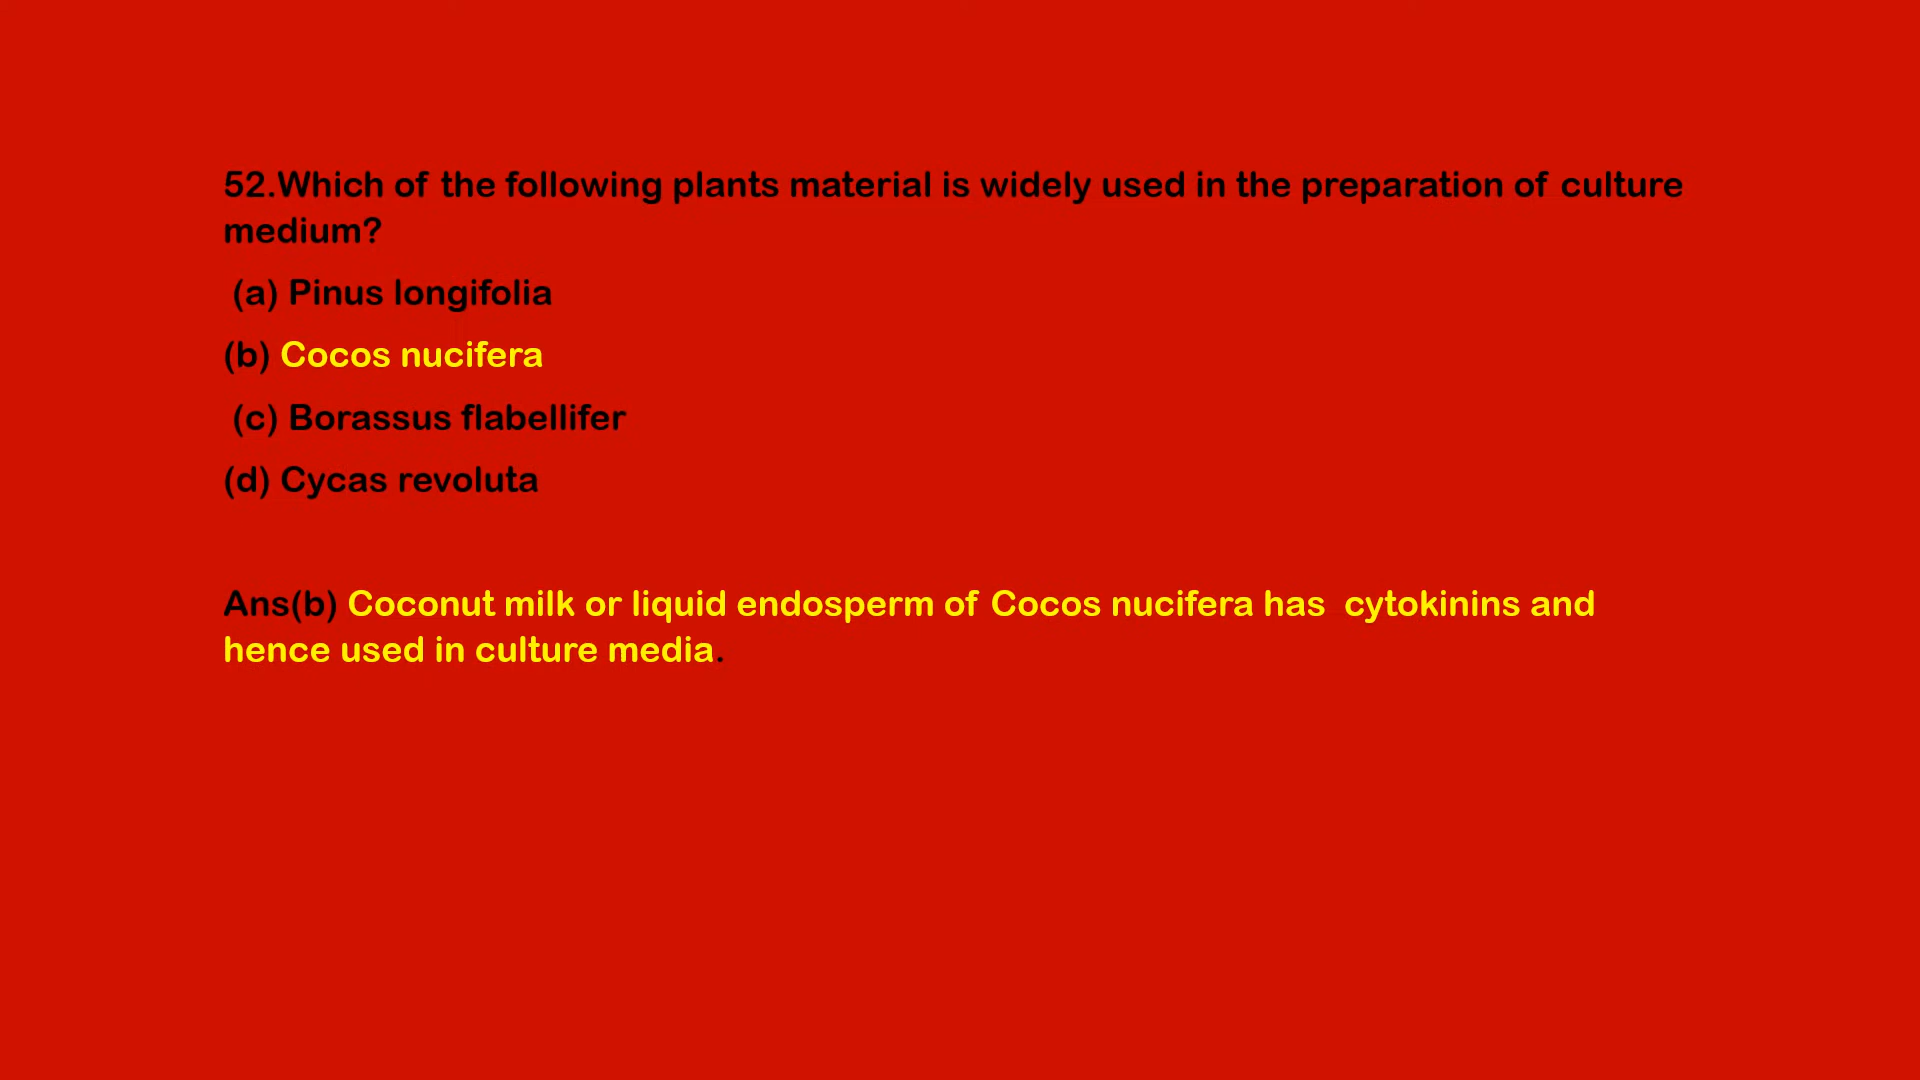 52.Which of the following plants material is widely used in the preparation of culture
medium?
(a) Pinus longifolia
(b) Cocos nucifera
(c) Borassus flabellifer
(d) Cycas revoluta
Ans(b) Coconut milk or liquid endosperm of Cocos nucifera has cytokinins and
hence used in culture media.